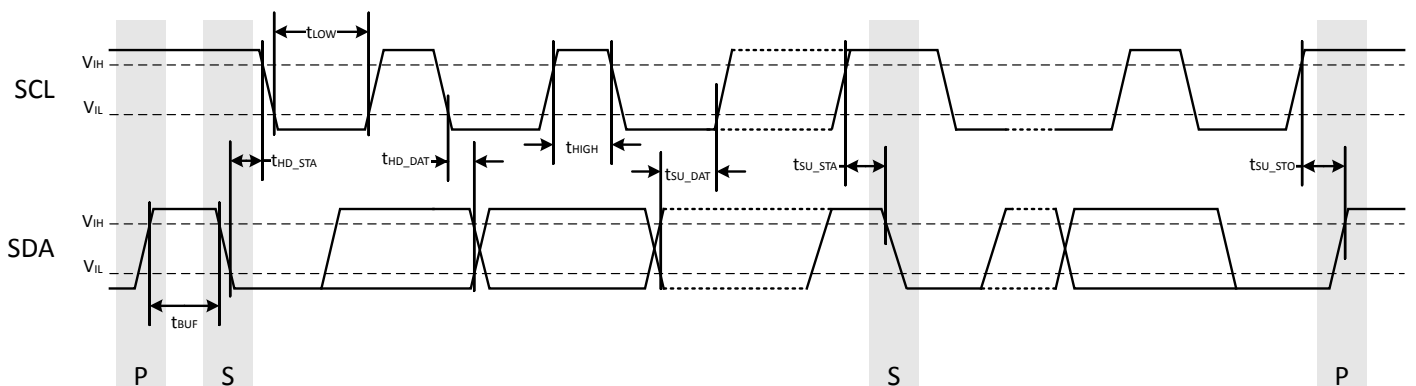 tLOW
VIH
SCL
VIL
tHD_STA
tHD_DAT
tHIGH
tSU_DAT
tSU_STA
tSU_STO
VIH
SDA
VIL
tBUF
P
S
S
P